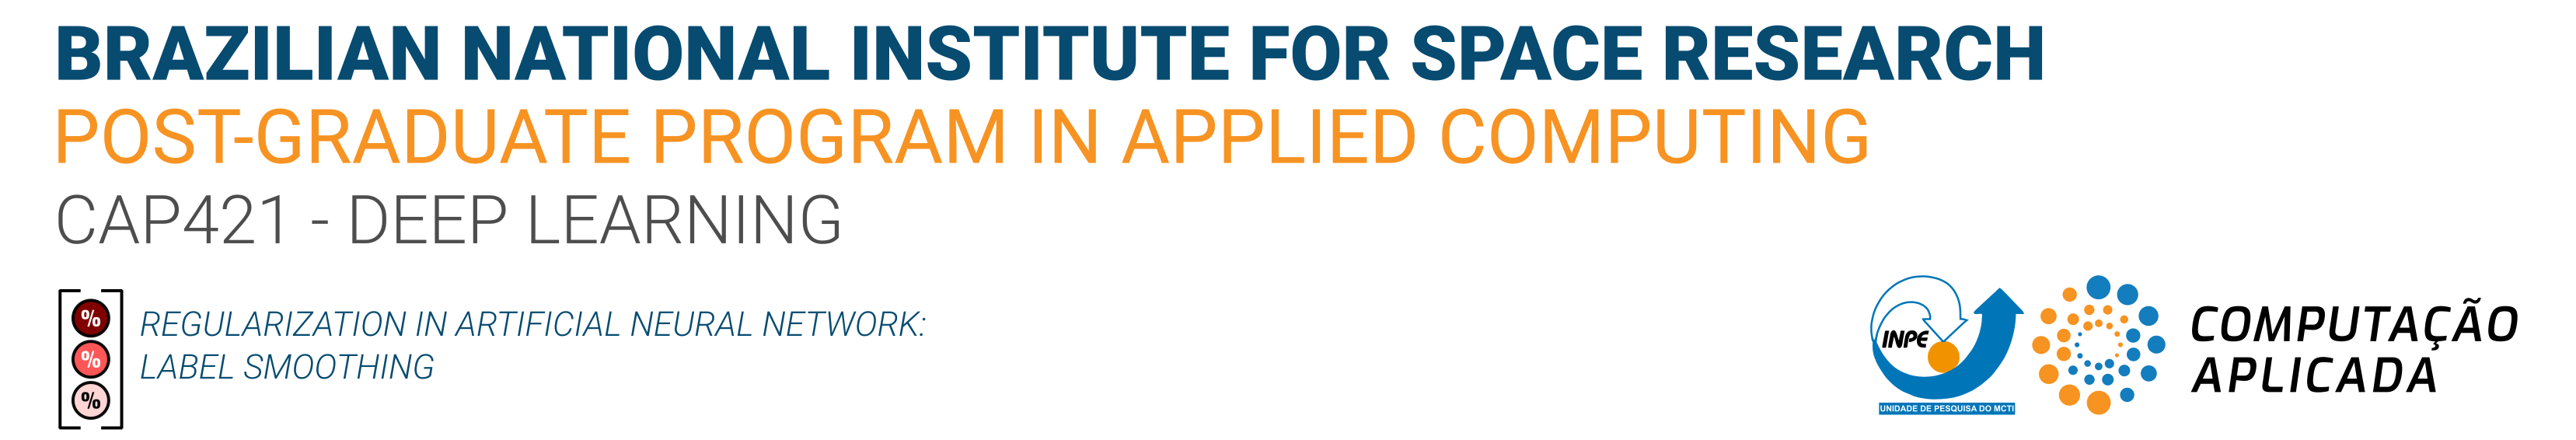 BRAZILIAN NATIONAL INSTITUTE FOR SPACE RESEARCH
POST-GRADUATE PROGRAM IN APPLIED COMPUTING
CAP421 - DEEP LEARNING
%
%
%
REGULARIZATION IN ARTIFICIAL NEURAL NETWORK:
LABEL SMOOTHING
INPE
UNIDADE DE PESQUISA DO MCTI
COMPUTAÇÃO
APLICADA